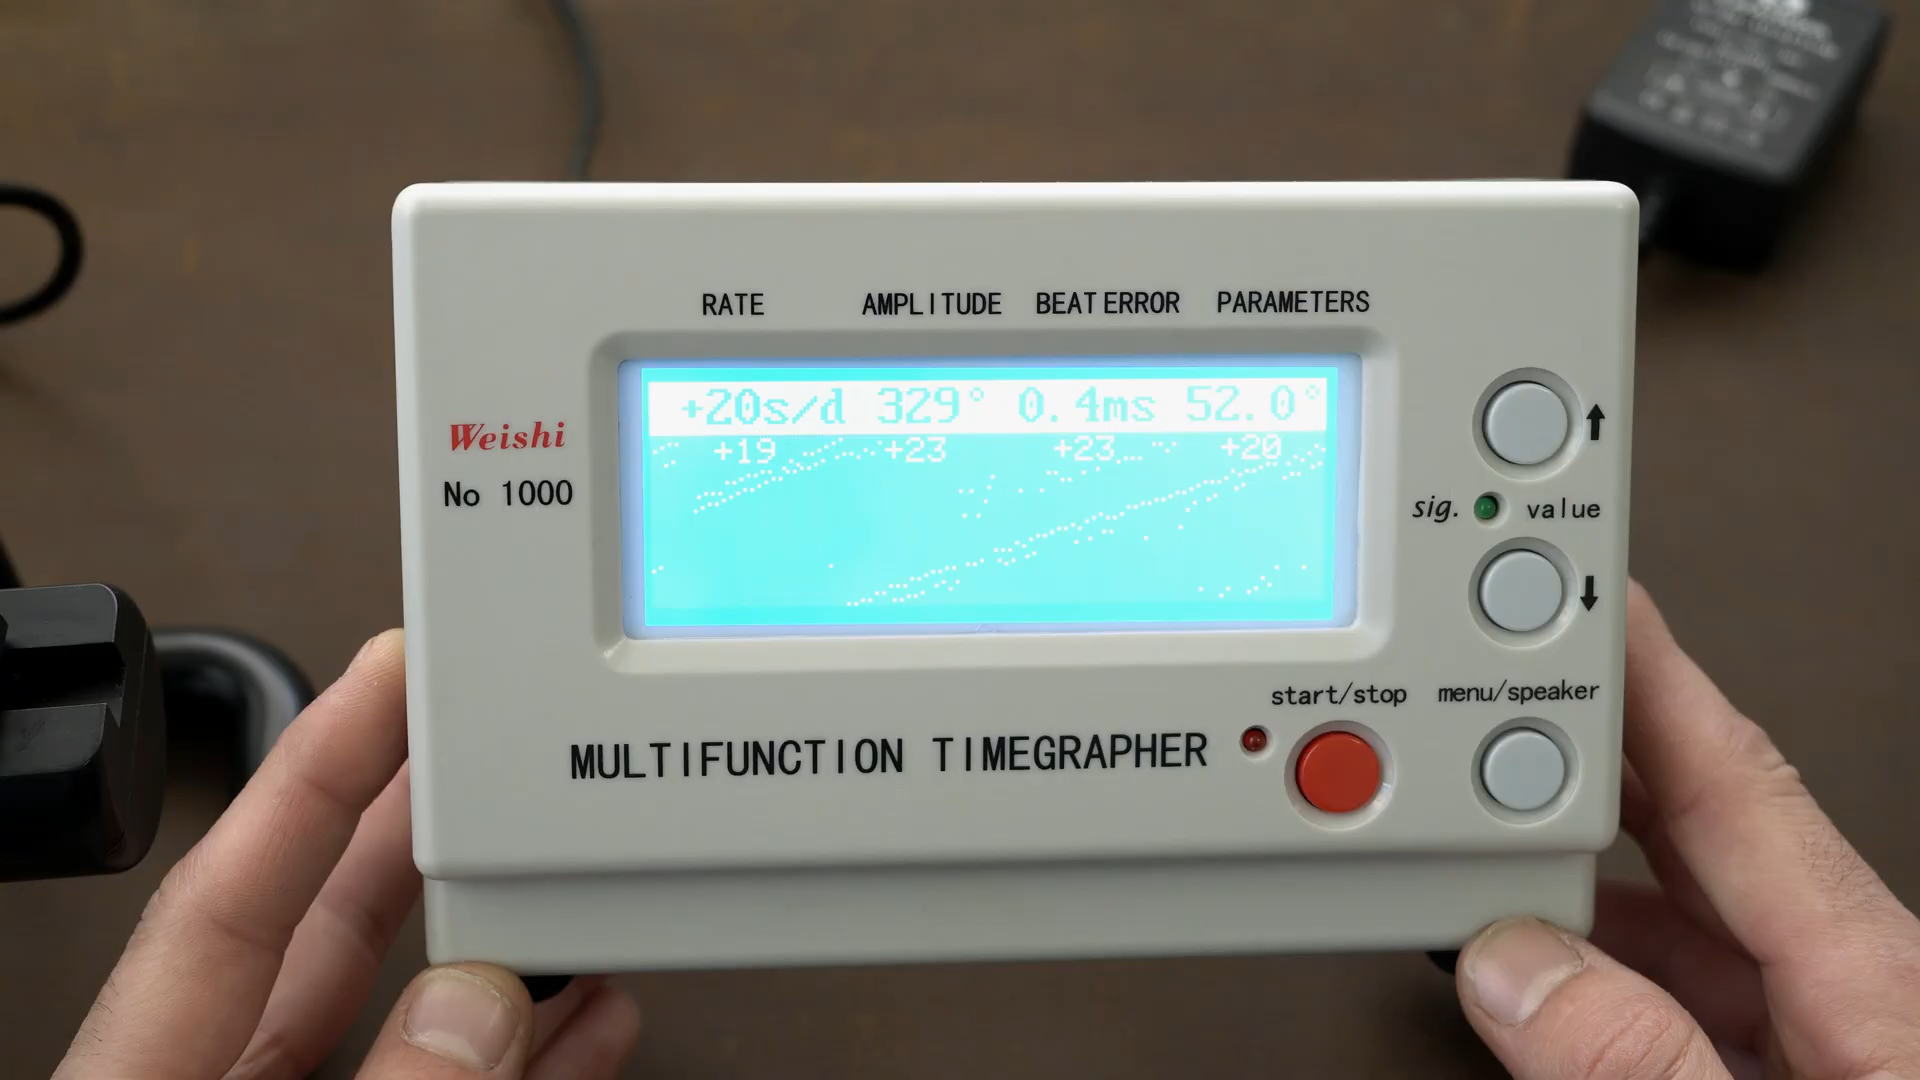 RATE AMPLITUDE BEAT ERROR PARAMETERS
+20s/d 329° 0.4ms 52.0°
+19 +23 +23 +20
Weishi
No 1000
sig. value
start/stop menu/speaker
MULTIFUNCTION TIMEGRAPHER